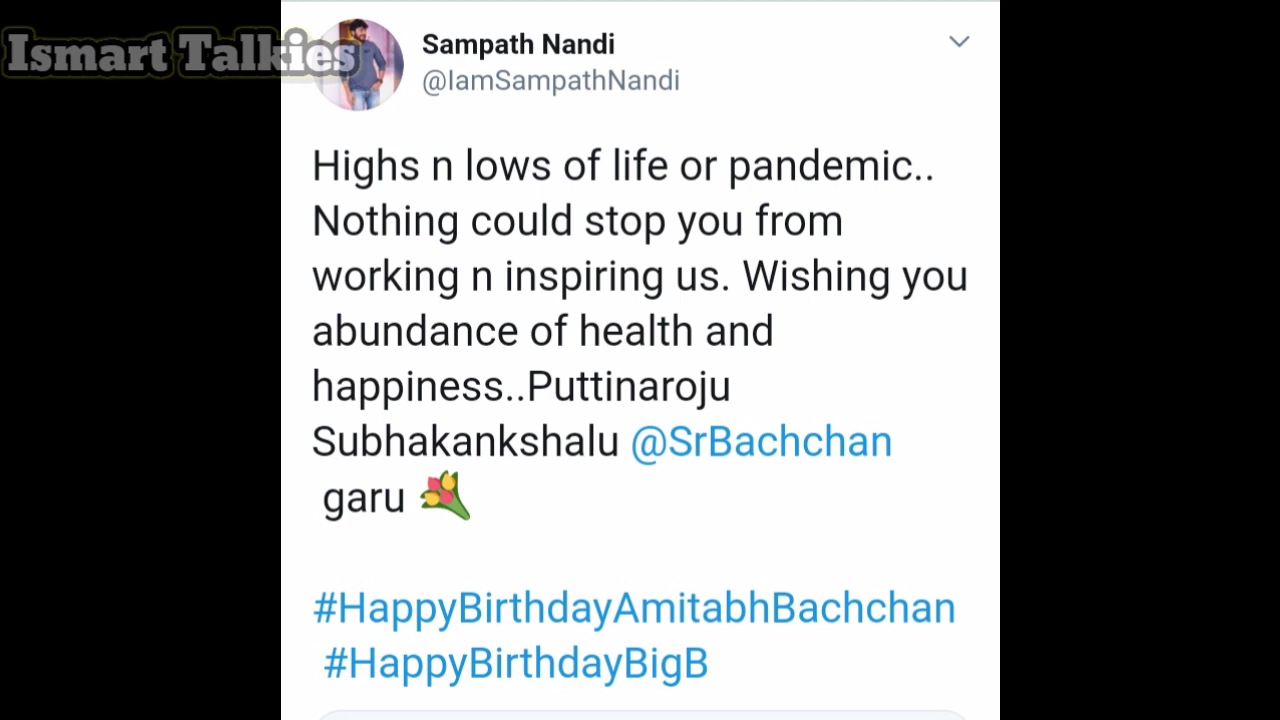 Ismart Talkies
Sampath Nandi
@IamSampathNandi
Highs n lows of life or pandemic..
Nothing could stop you from
working n inspiring us. Wishing you
abundance of health and
happiness..Puttinaroju
Subhakankshalu @SrBachchan
garu 💐
#HappyBirthdayAmitabhBachchan
#HappyBirthdayBigB